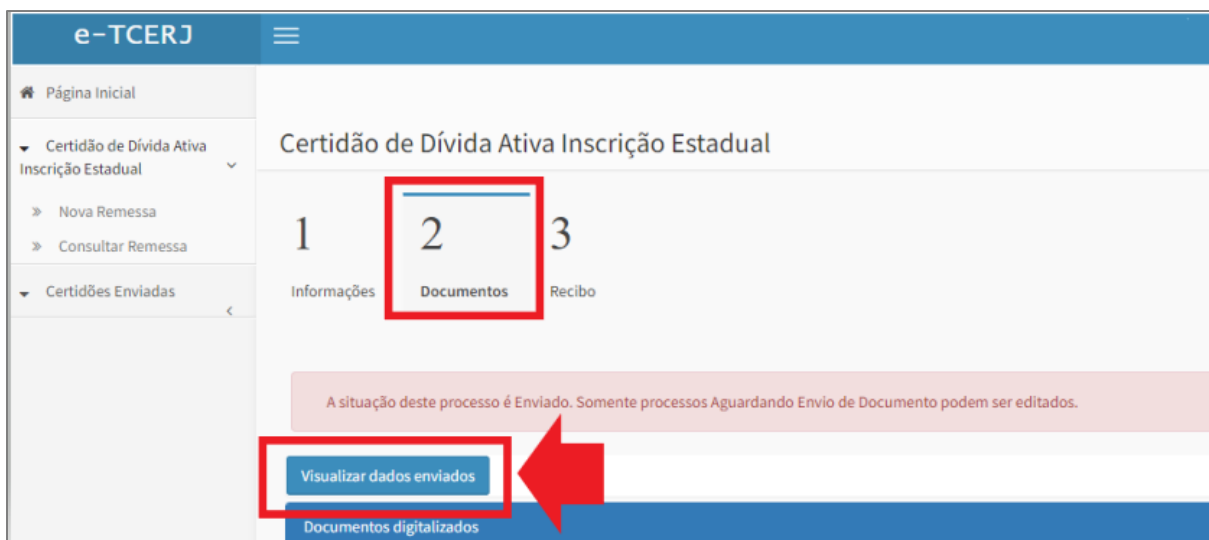 e-TCERJ
Página Inicial
Certidão de Dívida Ativa
Inscrição Estadual
Nova Remessa
Consultar Remessa
Certidões Enviadas
Certidão de Dívida Ativa Inscrição Estadual
1
2
3
Informações
Documentos
Recibo
A situação deste processo é Enviado. Somente processos Aguardando Envio de Documento podem ser editados.
Visualizar dados enviados
Documentos digitalizados